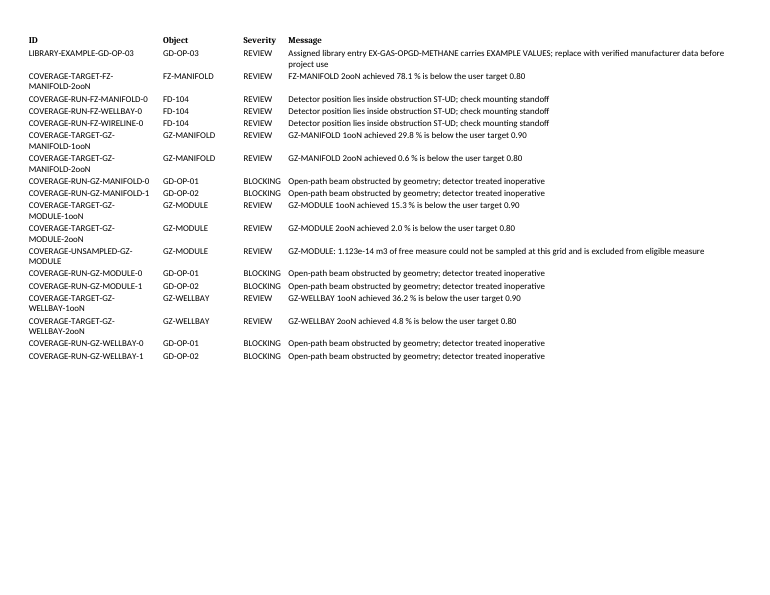 ID Object Severity Message
LIBRARY-EXAMPLE-GD-OP-03 GD-OP-03 REVIEW Assigned library entry EX-GAS-OPGD-METHANE carries EXAMPLE VALUES; replace with verified manufacturer data before
project use
COVERAGE-TARGET-FZ- FZ-MANIFOLD REVIEW FZ-MANIFOLD 2ooN achieved 78.1 % is below the user target 0.80
MANIFOLD-2ooN
COVERAGE-RUN-FZ-MANIFOLD-0 FD-104 REVIEW Detector position lies inside obstruction ST-UD; check mounting standoff
COVERAGE-RUN-FZ-WELLBAY-0 FD-104 REVIEW Detector position lies inside obstruction ST-UD; check mounting standoff
COVERAGE-RUN-FZ-WIRELINE-0 FD-104 REVIEW Detector position lies inside obstruction ST-UD; check mounting standoff
COVERAGE-TARGET-GZ- GZ-MANIFOLD REVIEW GZ-MANIFOLD 1ooN achieved 29.8 % is below the user target 0.90
MANIFOLD-1ooN
COVERAGE-TARGET-GZ- GZ-MANIFOLD REVIEW GZ-MANIFOLD 2ooN achieved 0.6 % is below the user target 0.80
MANIFOLD-2ooN
COVERAGE-RUN-GZ-MANIFOLD-0 GD-OP-01 BLOCKING Open-path beam obstructed by geometry; detector treated inoperative
COVERAGE-RUN-GZ-MANIFOLD-1 GD-OP-02 BLOCKING Open-path beam obstructed by geometry; detector treated inoperative
COVERAGE-TARGET-GZ- GZ-MODULE REVIEW GZ-MODULE 1ooN achieved 15.3 % is below the user target 0.90
MODULE-1ooN
COVERAGE-TARGET-GZ- GZ-MODULE REVIEW GZ-MODULE 2ooN achieved 2.0 % is below the user target 0.80
MODULE-2ooN
COVERAGE-UNSAMPLED-GZ- GZ-MODULE REVIEW GZ-MODULE: 1.123e-14 m3 of free measure could not be sampled at this grid and is excluded from eligible measure
MODULE
COVERAGE-RUN-GZ-MODULE-0 GD-OP-01 BLOCKING Open-path beam obstructed by geometry; detector treated inoperative
COVERAGE-RUN-GZ-MODULE-1 GD-OP-02 BLOCKING Open-path beam obstructed by geometry; detector treated inoperative
COVERAGE-TARGET-GZ- GZ-WELLBAY REVIEW GZ-WELLBAY 1ooN achieved 36.2 % is below the user target 0.90
WELLBAY-1ooN
COVERAGE-TARGET-GZ- GZ-WELLBAY REVIEW GZ-WELLBAY 2ooN achieved 4.8 % is below the user target 0.80
WELLBAY-2ooN
COVERAGE-RUN-GZ-WELLBAY-0 GD-OP-01 BLOCKING Open-path beam obstructed by geometry; detector treated inoperative
COVERAGE-RUN-GZ-WELLBAY-1 GD-OP-02 BLOCKING Open-path beam obstructed by geometry; detector treated inoperative